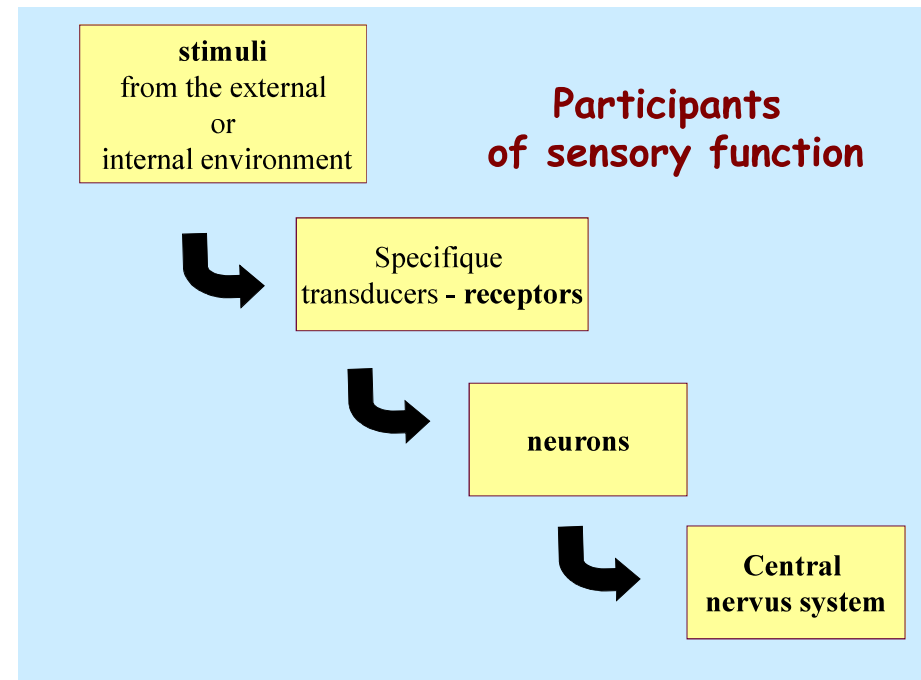 stimuli
from the external
or
internal environment
Participants
of sensory function
Specifique
transducers - receptors
neurons
Central
nervus system